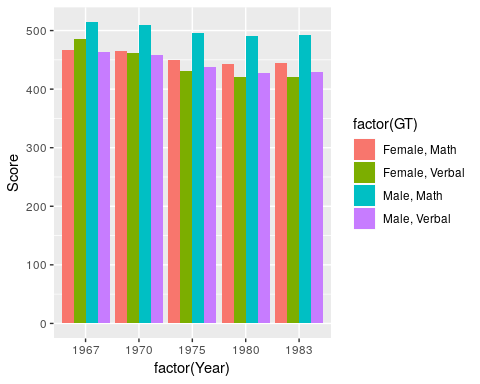 500
400
300
200
100
0
Score
1967 1970 1975 1980 1983
factor(Year)
factor(GT)
Female, Math
Female, Verbal
Male, Math
Male, Verbal